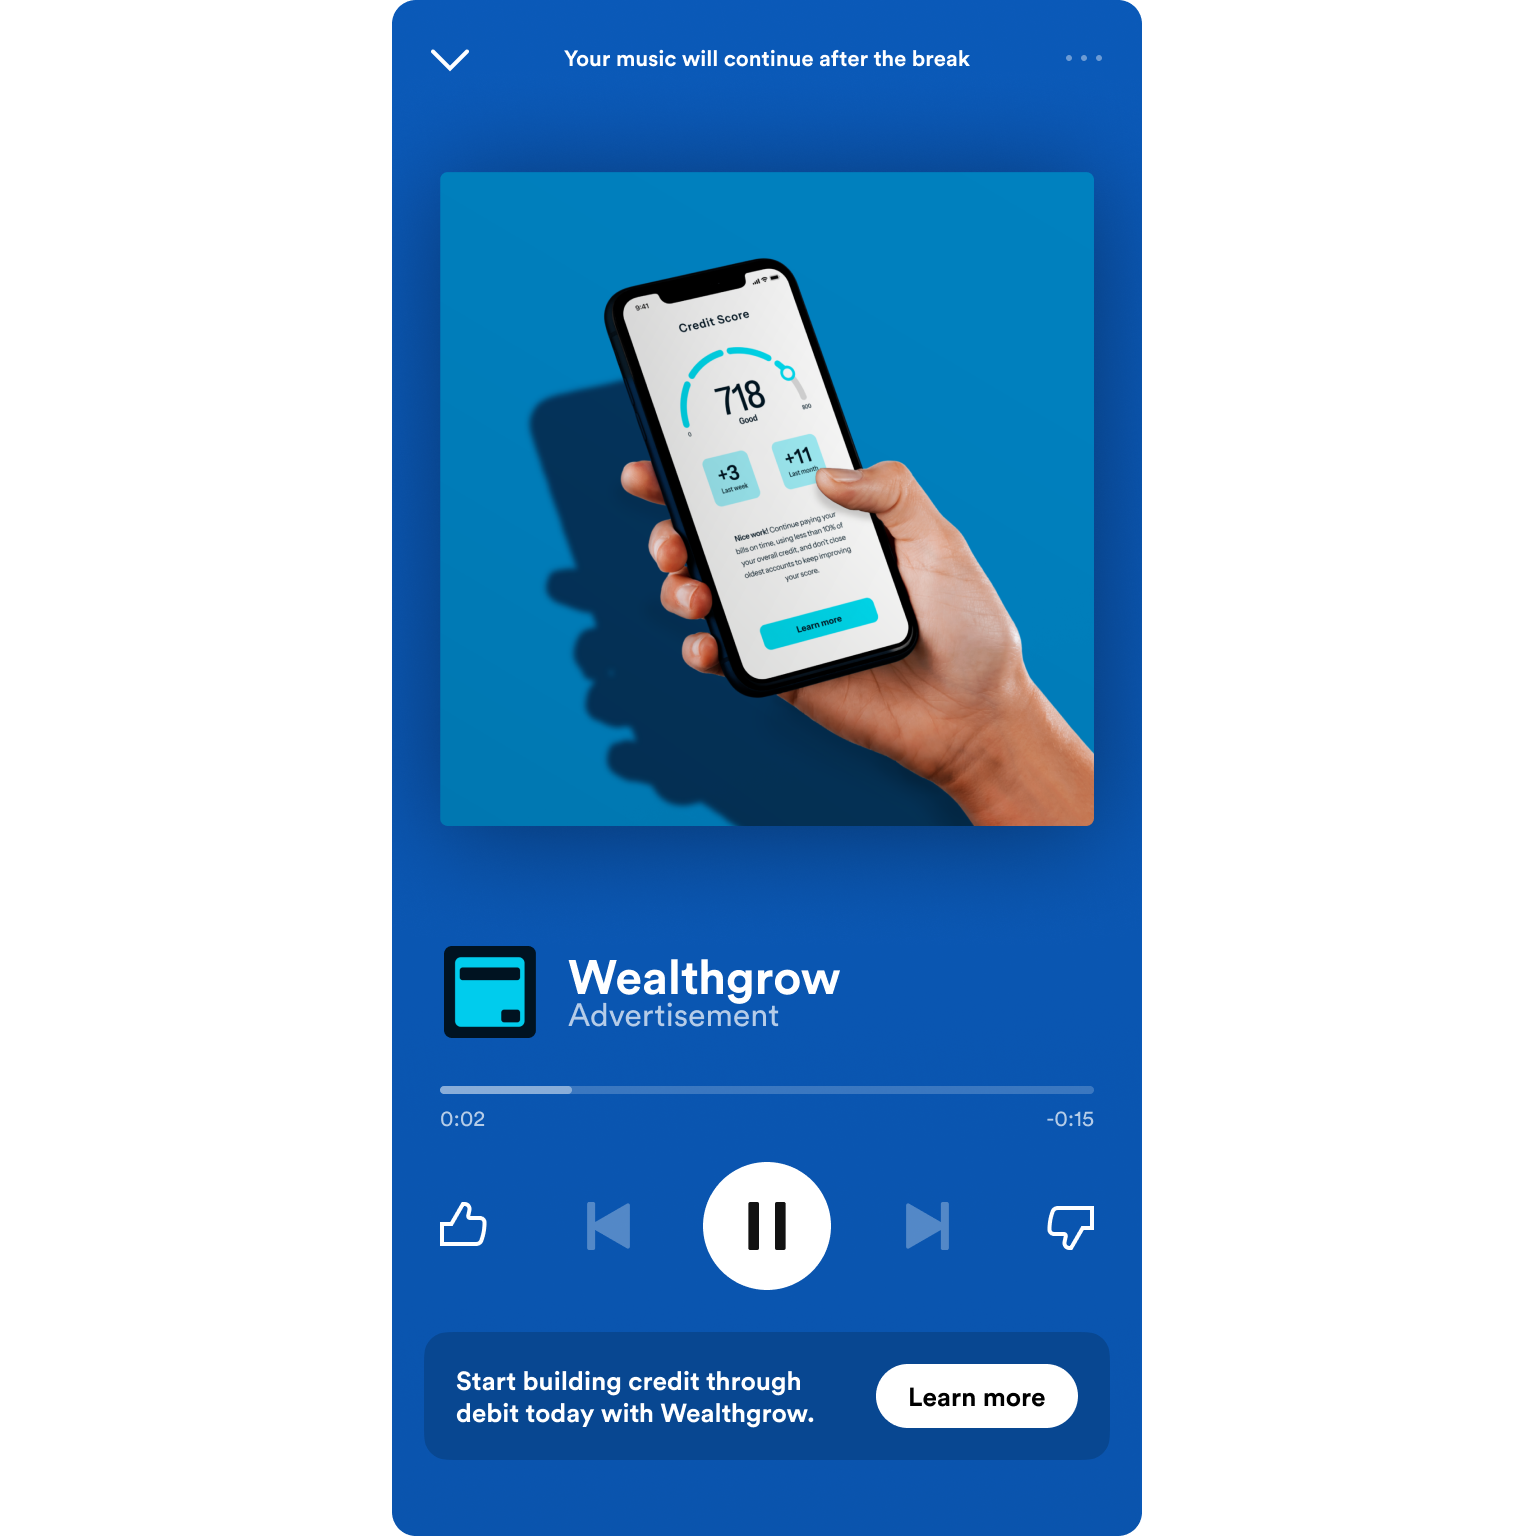 Your music will continue after the break
9:41
Credit Score
718
Good
0
800
+3
Last week
+11
Last month
Nice work! Continue paying your
bills on time, using less than 10% of
your overall credit, and don't close
oldest accounts to keep improving
your score.
Learn more
Wealthgrow
Advertisement
0:02
-0:15
Start building credit through
debit today with Wealthgrow.
Learn more